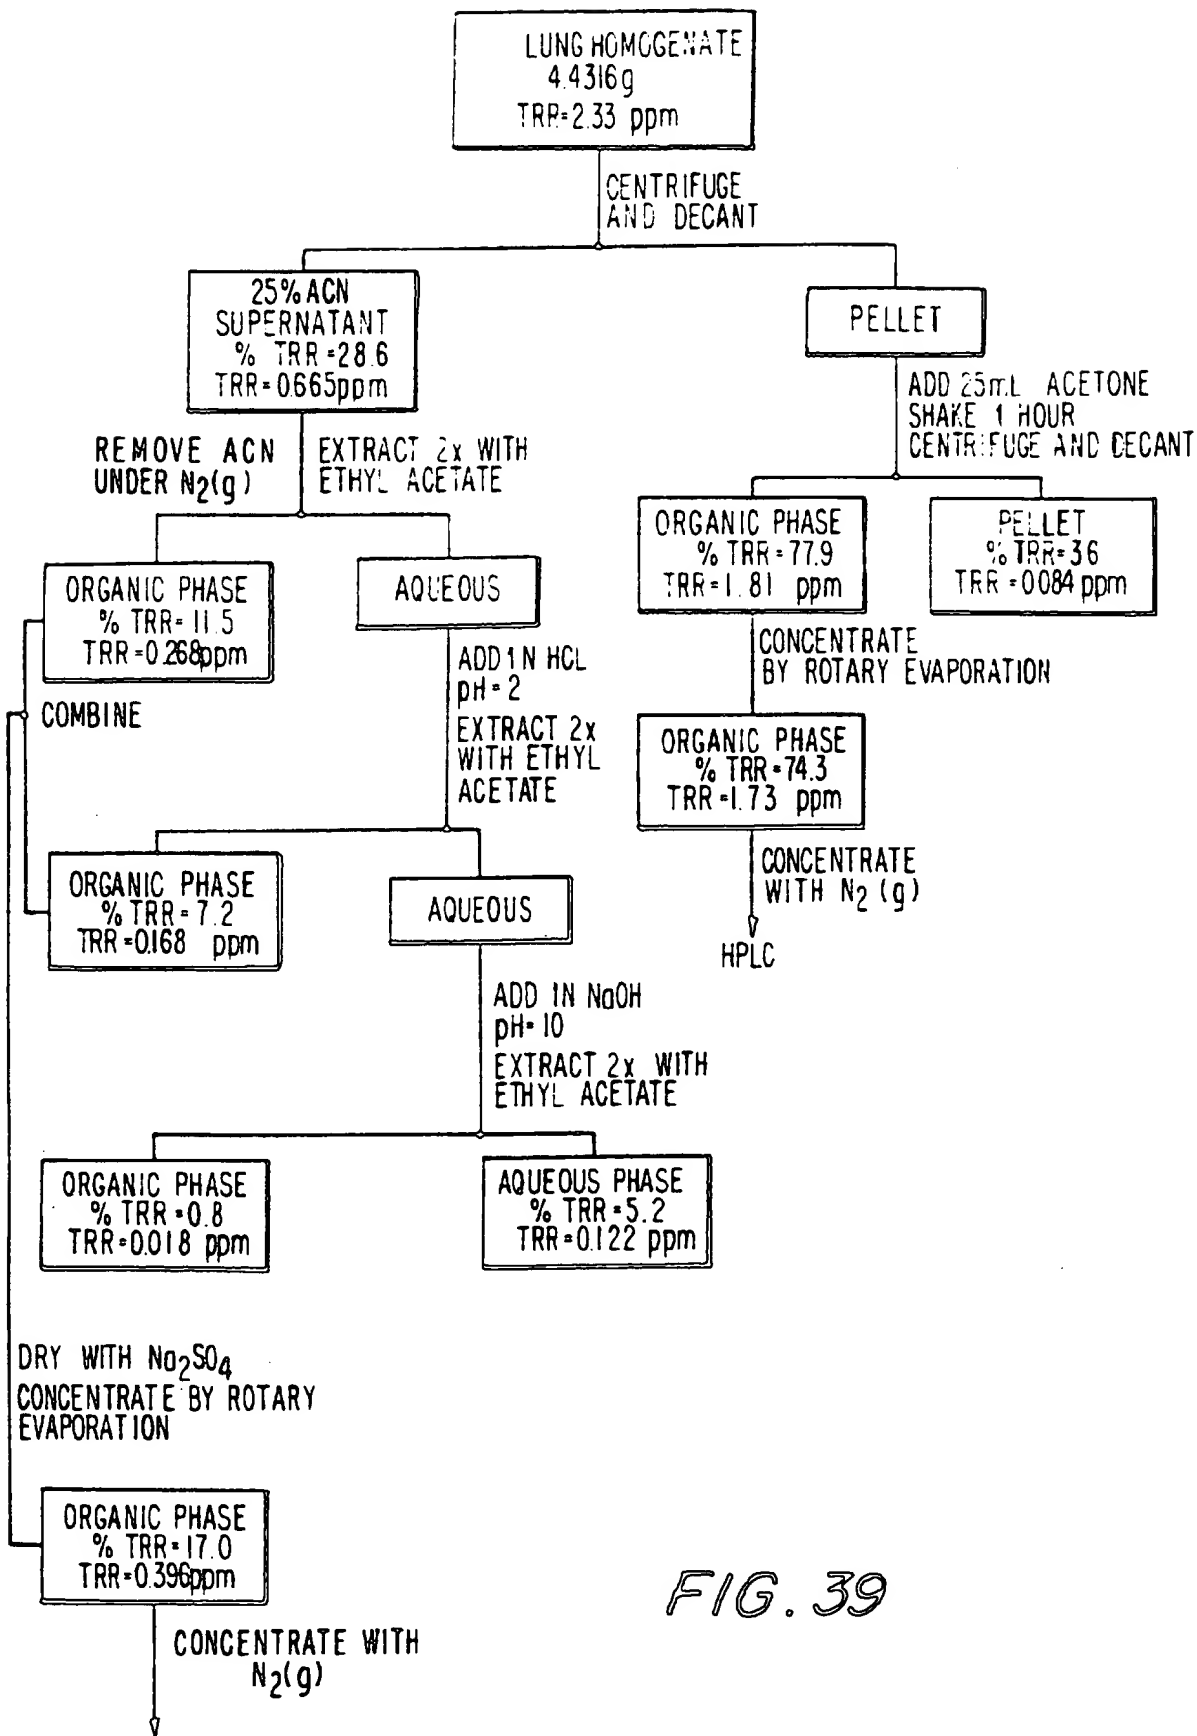 LUNG HOMOGENATE
4.4316g
TRR=2.33 ppm
CENTRIFUGE
AND DECANT
25% ACN
SUPERNATANT
% TRR=28.6
TRR=0.665ppm
PELLET
REMOVE ACN
UNDER N2(g)
EXTRACT 2x WITH
ETHYL ACETATE
ADD 25mL ACETONE
SHAKE 1 HOUR
CENTRIFUGE AND DECANT
ORGANIC PHASE
% TRR=11.5
TRR=0.268ppm
AQUEOUS
ORGANIC PHASE
% TRR=77.9
TRR=1.81 ppm
PELLET
% TRR=36
TRR=0.084 ppm
COMBINE
ADD 1N HCL
pH=2
EXTRACT 2x
WITH ETHYL
ACETATE
CONCENTRATE
BY ROTARY EVAPORATION
ORGANIC PHASE
% TRR=74.3
TRR=1.73 ppm
CONCENTRATE
WITH N2 (g)
HPLC
ORGANIC PHASE
% TRR=7.2
TRR=0.168 ppm
AQUEOUS
ADD 1N NaOH
pH=10
EXTRACT 2x WITH
ETHYL ACETATE
ORGANIC PHASE
% TRR=0.8
TRR=0.018 ppm
AQUEOUS PHASE
% TRR=5.2
TRR=0.122 ppm
DRY WITH Na2SO4
CONCENTRATE BY ROTARY
EVAPORATION
ORGANIC PHASE
% TRR=17.0
TRR=0.396ppm
CONCENTRATE WITH
N2(g)
FIG. 39